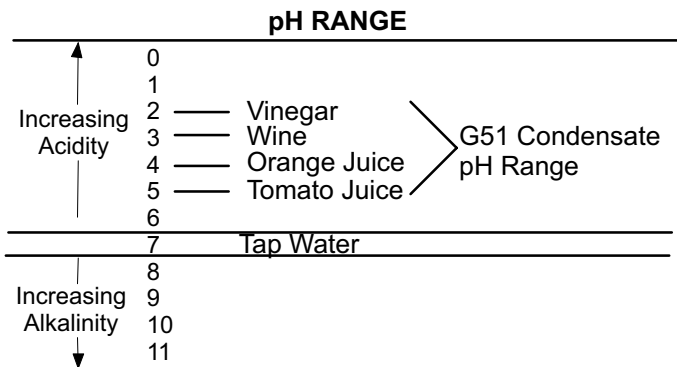 pH RANGE
0
1
2 Vinegar
3 Wine
4 Orange Juice
5 Tomato Juice
6
Increasing
Acidity
G51 Condensate
pH Range
7 Tap Water
8
9
10
11
Increasing
Alkalinity